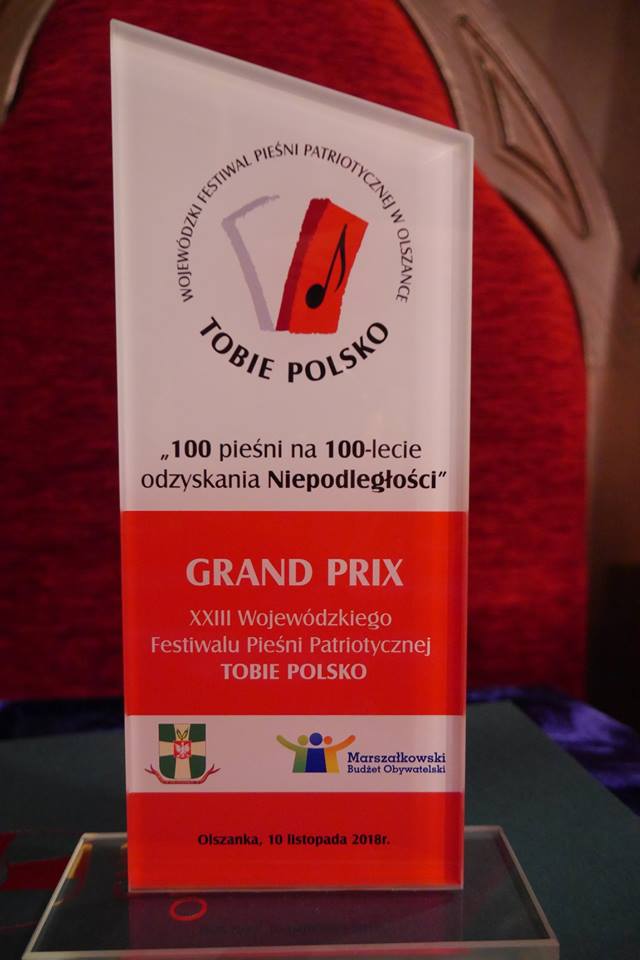 WOJEWÓDZKI FESTIWAL PIEŚNI PATRIOTYCZNEJ W OLSZANCE
TOBIE POLSKO
„100 pieśni na 100-lecie
odzyskania Niepodległości”
GRAND PRIX
XXIII Wojewódzkiego
Festiwalu Pieśni Patriotycznej
TOBIE POLSKO
Marszałkowski
Budżet Obywatelski
Olszanka, 10 listopada 2018r.